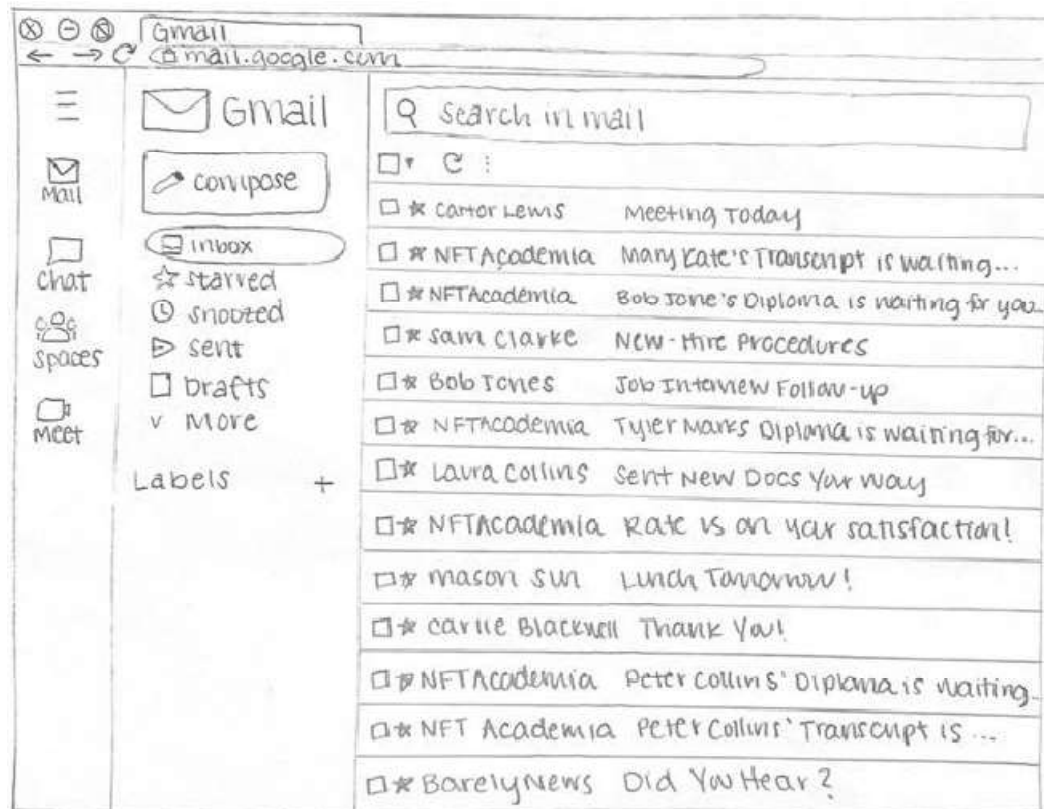 Gmail
mail.google.com
Gmail
Search in mail
Mail
Compose
Chat
inbox
starred
snoozed
spaces
sent
Drafts
Meet
More
Labels +
Carter Lewis Meeting Today
NFTAcademia Mary Kate's Transcript is waiting...
NFTAcademia Bob Jone's Diploma is waiting for you...
Sam Clarke New-Hire Procedures
Bob Jones Job Interview Follow-up
NFTAcademia Tyler Marks Diploma is waiting for...
Laura Collins Sent New Docs Your Way
NFTAcademia Rate us on your satisfaction!
Mason Sun Lunch Tomorrow!
Carlie Blackwell Thank You!
NFTAcademia Peter Collins' Diploma is waiting...
NFT Academia Peter Collins' Transcript is ...
BarelyNews Did You Hear?